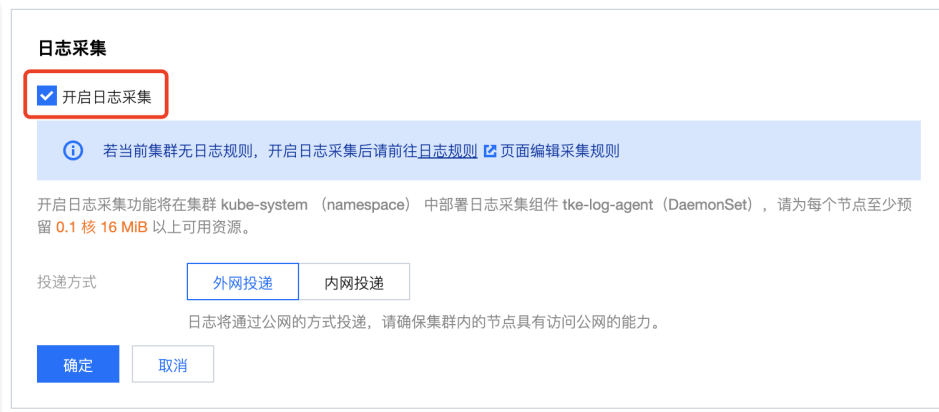 日志采集
开启日志采集
若当前集群无日志规则，开启日志采集后请前往日志规则 页面编辑采集规则
开启日志采集功能将在集群 kube-system （namespace） 中部署日志采集组件 tke-log-agent（DaemonSet），请为每个节点至少预
留 0.1 核 16 MiB 以上可用资源。
投递方式 外网投递 内网投递
日志将通过公网的方式投递，请确保集群内的节点具有访问公网的能力。
确定 取消